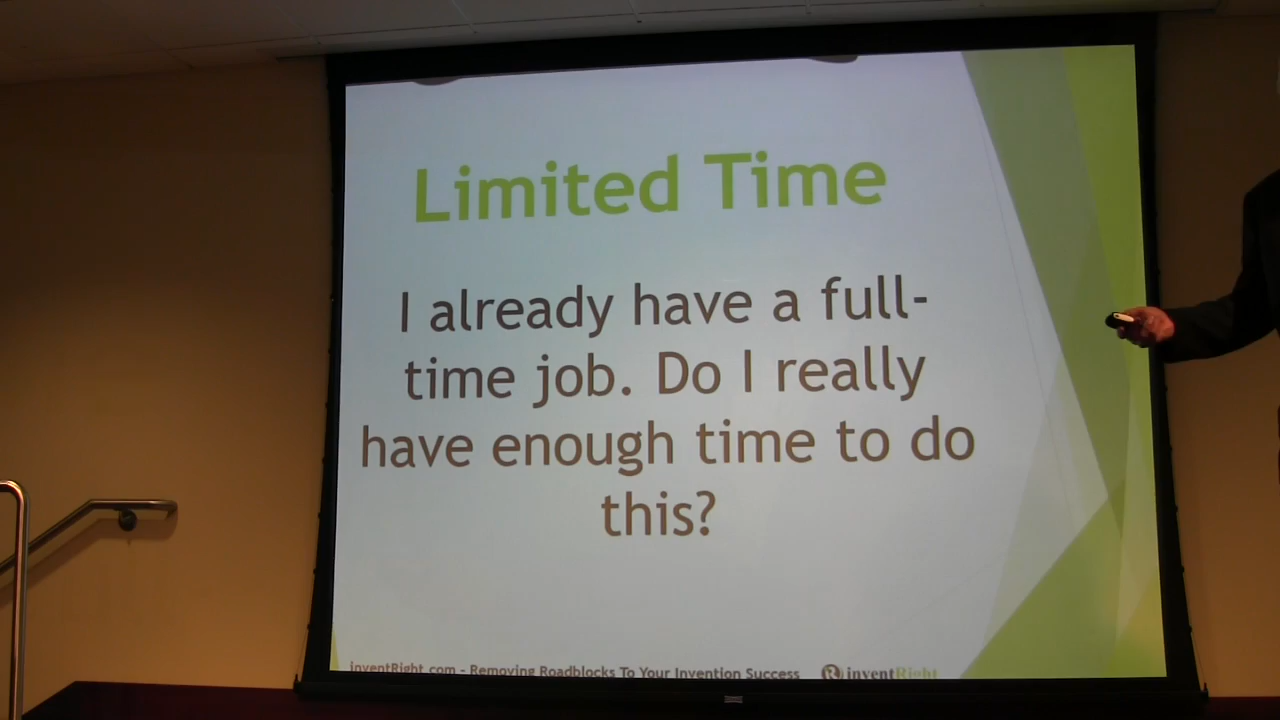 Limited Time
I already have a full-
time job. Do I really
have enough time to do
this?
inventRight.com - Removing Roadblocks To Your Invention Success inventRight